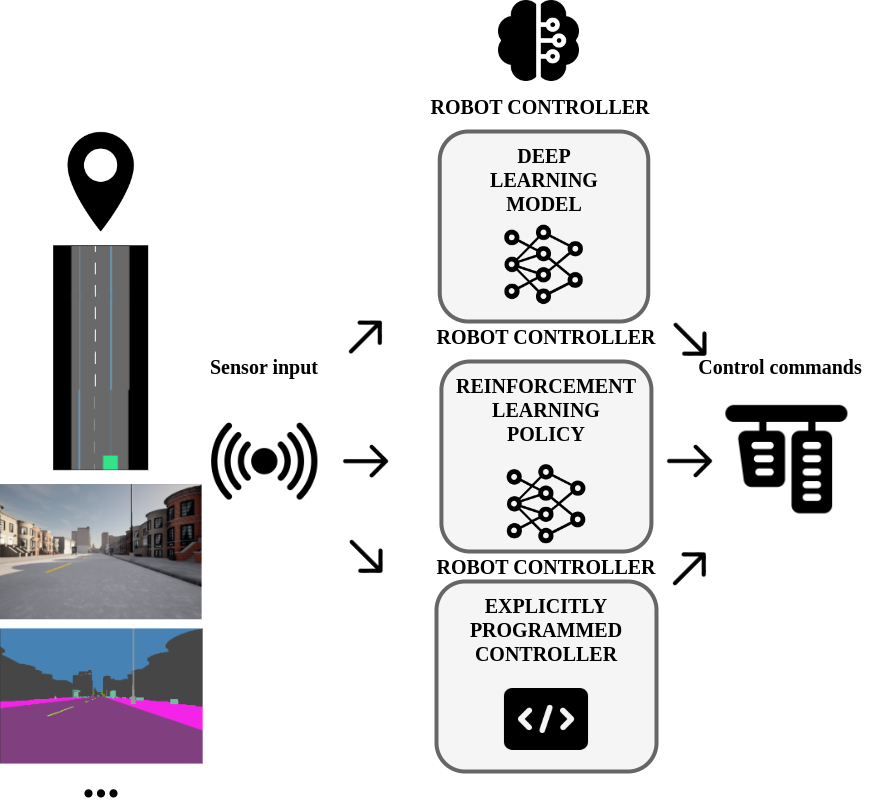 ROBOT CONTROLLER
DEEP
LEARNING
MODEL
Sensor input
ROBOT CONTROLLER
REINFORCEMENT
LEARNING
POLICY
Control commands
ROBOT CONTROLLER
EXPLICITLY
PROGRAMMED
CONTROLLER
</>
•••